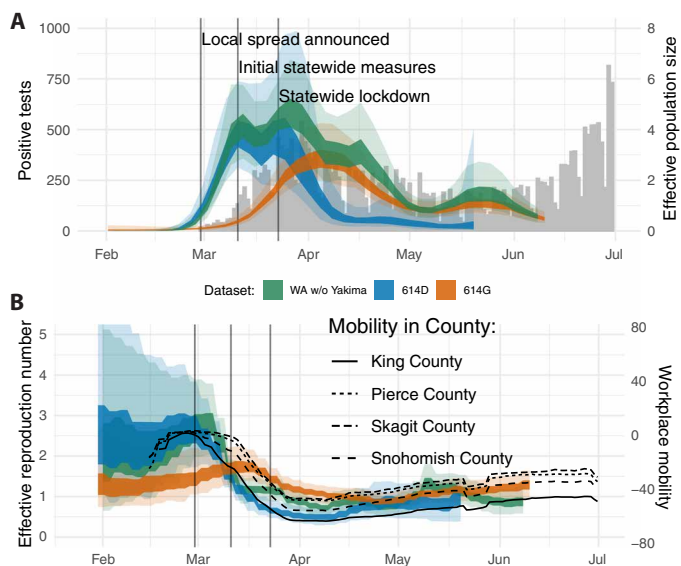 A
1000
750
500
250
0
Positive tests
Local spread announced
Initial statewide measures
Statewide lockdown
8
6
4
2
0
Effective population size
Feb Mar Apr May Jun Jul
Dataset: WA w/o Yakima 614D 614G
B
5
4
3
2
1
0
Effective reproduction number
Mobility in County:
King County
Pierce County
Skagit County
Snohomish County
80
40
0
−40
−80
Workplace mobility
Feb Mar Apr May Jun Jul